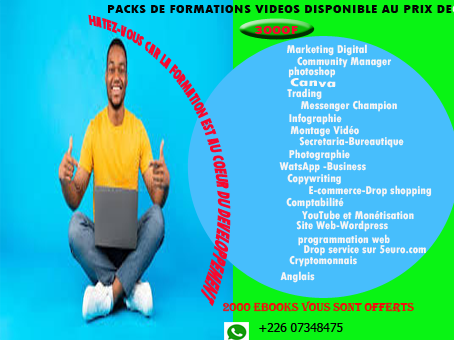 PACKS DE FORMATIONS VIDEOS DISPONIBLE AU PRIX DE
3000F
HATEZ-VOUS CAR LA FORMATION EST AU COEUR DU DEVELOPPEMENT
Marketing Digital
Community Manager
photoshop
Canva
Trading
Messenger Champion
Infographie
Montage Vidéo
Secretaria-Bureautique
Photographie
WatsApp -Business
Copywriting
E-commerce-Drop shopping
Comptabilité
YouTube et Monétisation
Site Web-Wordpress
programmation web
Drop service sur 5euro.com
Cryptomonnais
Anglais
2000 EBOOKS VOUS SONT OFFERTS
+226 07348475